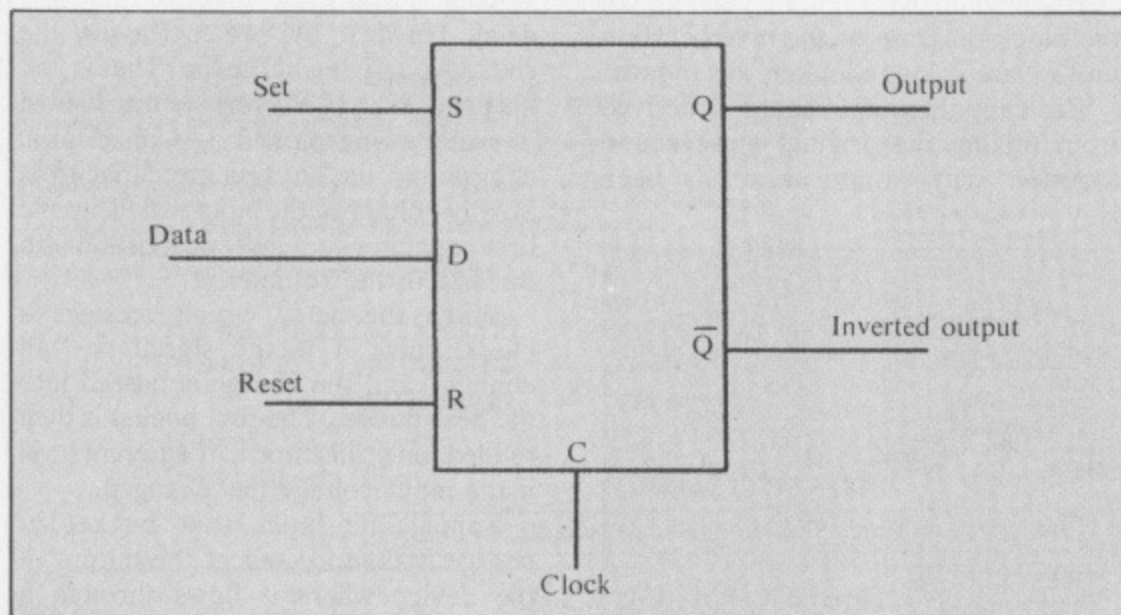 Set
S
Q
Output
Data
D
Q̅
Inverted output
Reset
R
C
Clock